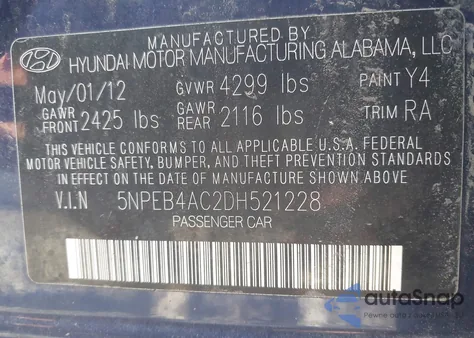 MANUFACTURED BY
HYUNDAI MOTOR MANUFACTURING ALABAMA, LLC
May/01/12 GVWR 4299 lbs PAINT Y4
GAWR FRONT 2425 lbs GAWR REAR 2116 lbs TRIM RA
THIS VEHICLE CONFORMS TO ALL APPLICABLE U.S.A. FEDERAL
MOTOR VEHICLE SAFETY, BUMPER, AND THEFT PREVENTION
STANDARDS IN EFFECT ON THE DATE OF MANUFACTURE SHOWN ABOVE
V.I.N 5NPEB4AC2DH521228
PASSENGER CAR
autoSnap
Pewne auta z